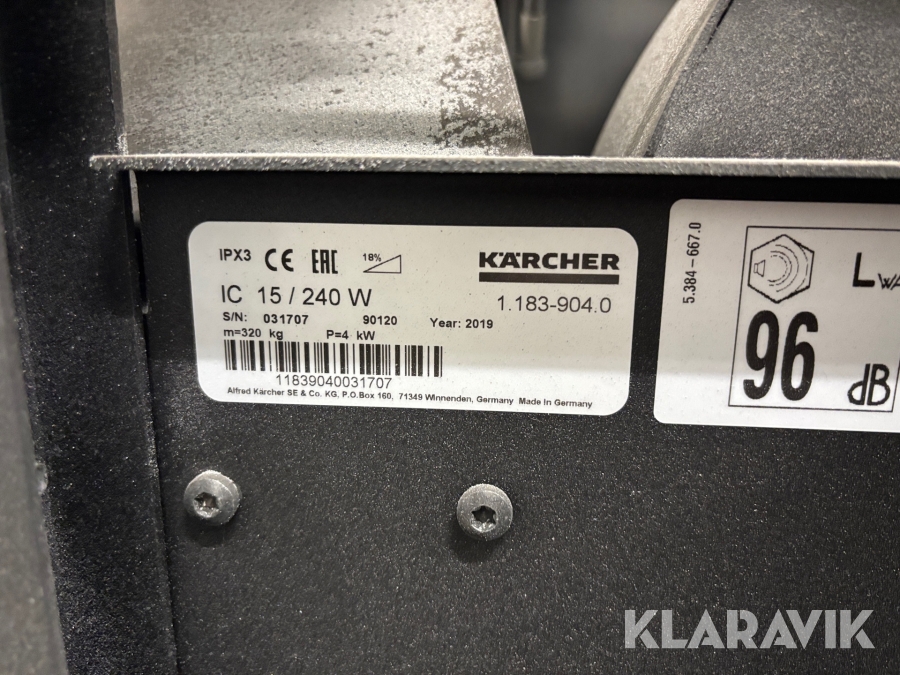 IPX3 CE EAC 18% KÄRCHER
IC 15 / 240 W 1.183-904.0
S/N: 031707 90120 Year: 2019
m=320 kg P=4 kW
11839040031707
Alfred Kärcher SE & Co. KG, P.O.Box 160, 71349 Winnenden, Germany Made in Germany
5.384-667.0
LWA
96 dB
KLARAVIK